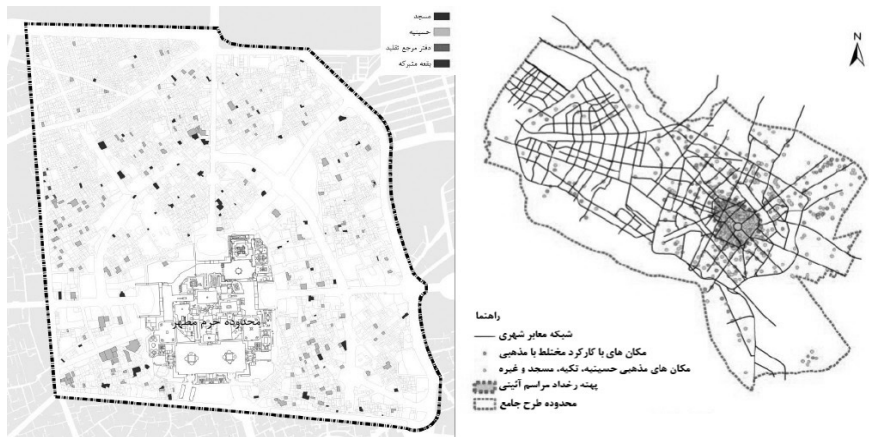 مسجد
حسینیه
دفتر مرجع تقلید
بقعه متبرکه
محدوده حرم مطهر
N
راهنما
شبکه معابر شهری
مکان های با کارکرد مختلط با مذهبی
مکان های مذهبی حسینیه، تکیه، مسجد و غیره
پهنه رخداد مراسم آئینی
محدوده طرح جامع